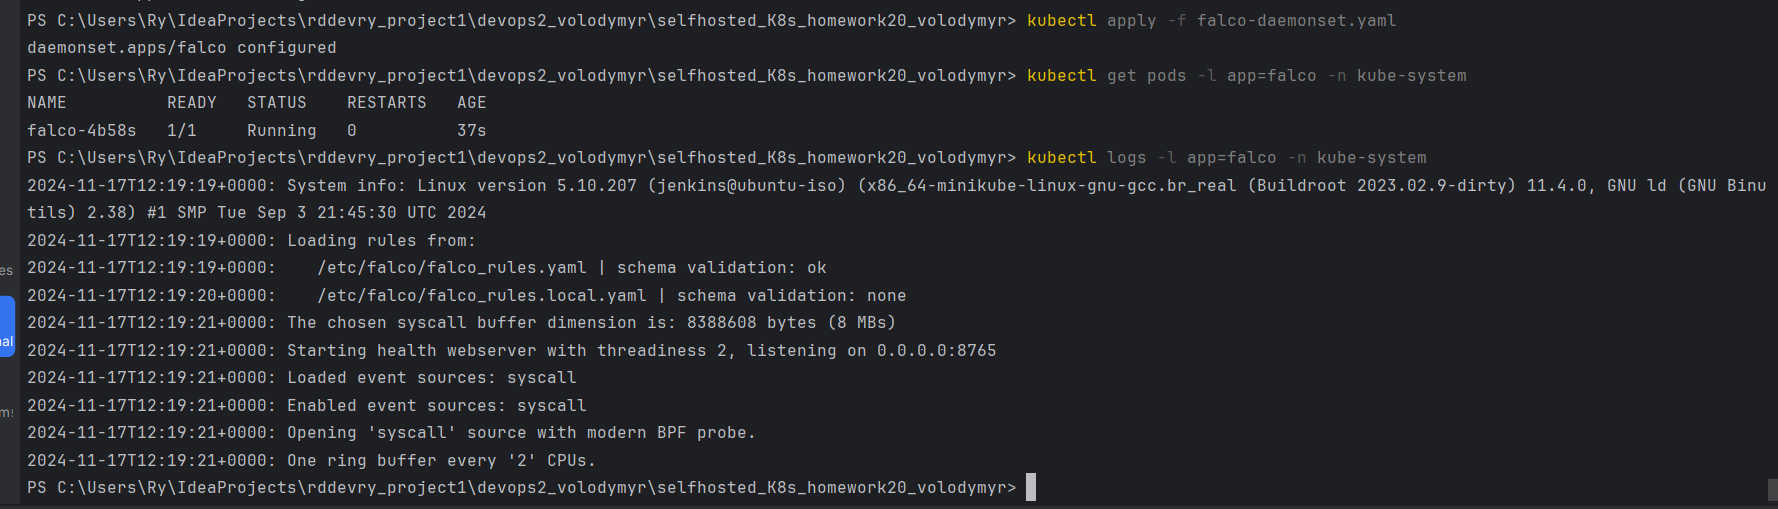 PS C:\Users\Ry\IdeaProjects\rddevry_project1\devops2_volodymyr\selfhosted_K8s_homework20_volodymyr> kubectl apply -f falco-daemonset.yaml
daemonset.apps/falco configured
PS C:\Users\Ry\IdeaProjects\rddevry_project1\devops2_volodymyr\selfhosted_K8s_homework20_volodymyr> kubectl get pods -l app=falco -n kube-system
NAME          READY   STATUS    RESTARTS   AGE
falco-4b58s   1/1     Running   0          37s
PS C:\Users\Ry\IdeaProjects\rddevry_project1\devops2_volodymyr\selfhosted_K8s_homework20_volodymyr> kubectl logs -l app=falco -n kube-system
2024-11-17T12:19:19+0000: System info: Linux version 5.10.207 (jenkins@ubuntu-iso) (x86_64-minikube-linux-gnu-gcc.br_real (Buildroot 2023.02.9-dirty) 11.4.0, GNU ld (GNU Binu
tils) 2.38) #1 SMP Tue Sep 3 21:45:30 UTC 2024
2024-11-17T12:19:19+0000: Loading rules from:
2024-11-17T12:19:19+0000:    /etc/falco/falco_rules.yaml | schema validation: ok
es
2024-11-17T12:19:20+0000:    /etc/falco/falco_rules.local.yaml | schema validation: none
2024-11-17T12:19:21+0000: The chosen syscall buffer dimension is: 8388608 bytes (8 MBs)
nal
2024-11-17T12:19:21+0000: Starting health webserver with threadiness 2, listening on 0.0.0.0:8765
2024-11-17T12:19:21+0000: Loaded event sources: syscall
2024-11-17T12:19:21+0000: Enabled event sources: syscall
2024-11-17T12:19:21+0000: Opening 'syscall' source with modern BPF probe.
2024-11-17T12:19:21+0000: One ring buffer every '2' CPUs.
PS C:\Users\Ry\IdeaProjects\rddevry_project1\devops2_volodymyr\selfhosted_K8s_homework20_volodymyr>